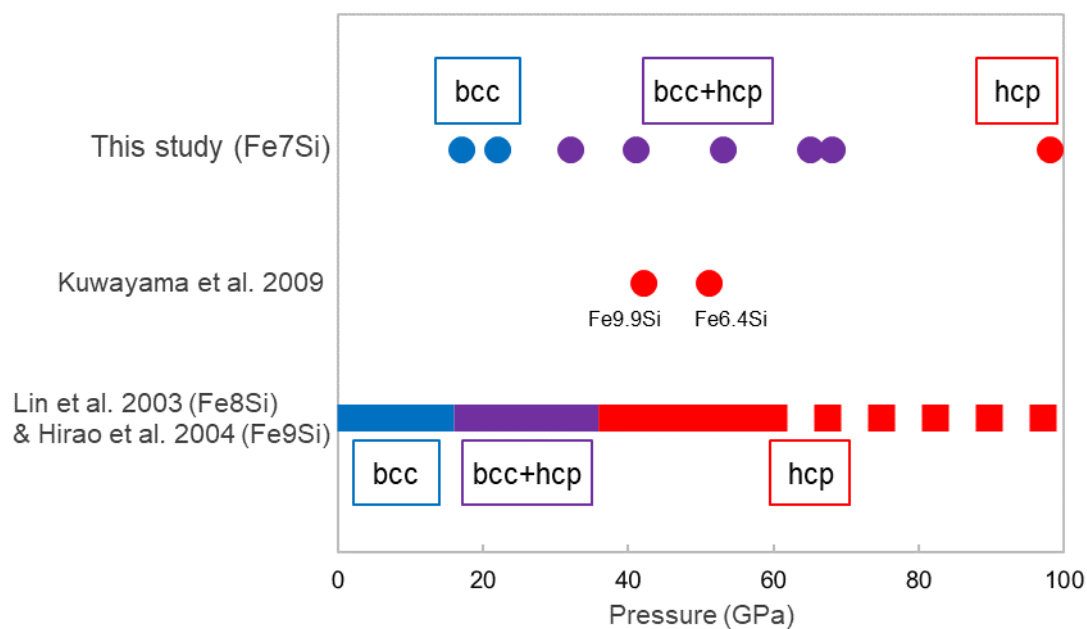 bcc
bcc+hcp
hcp
This study (Fe7Si)
Kuwayama et al. 2009
Fe9.9Si
Fe6.4Si
Lin et al. 2003 (Fe8Si)
& Hirao et al. 2004 (Fe9Si)
bcc
bcc+hcp
hcp
0
20
40
60
80
100
Pressure (GPa)